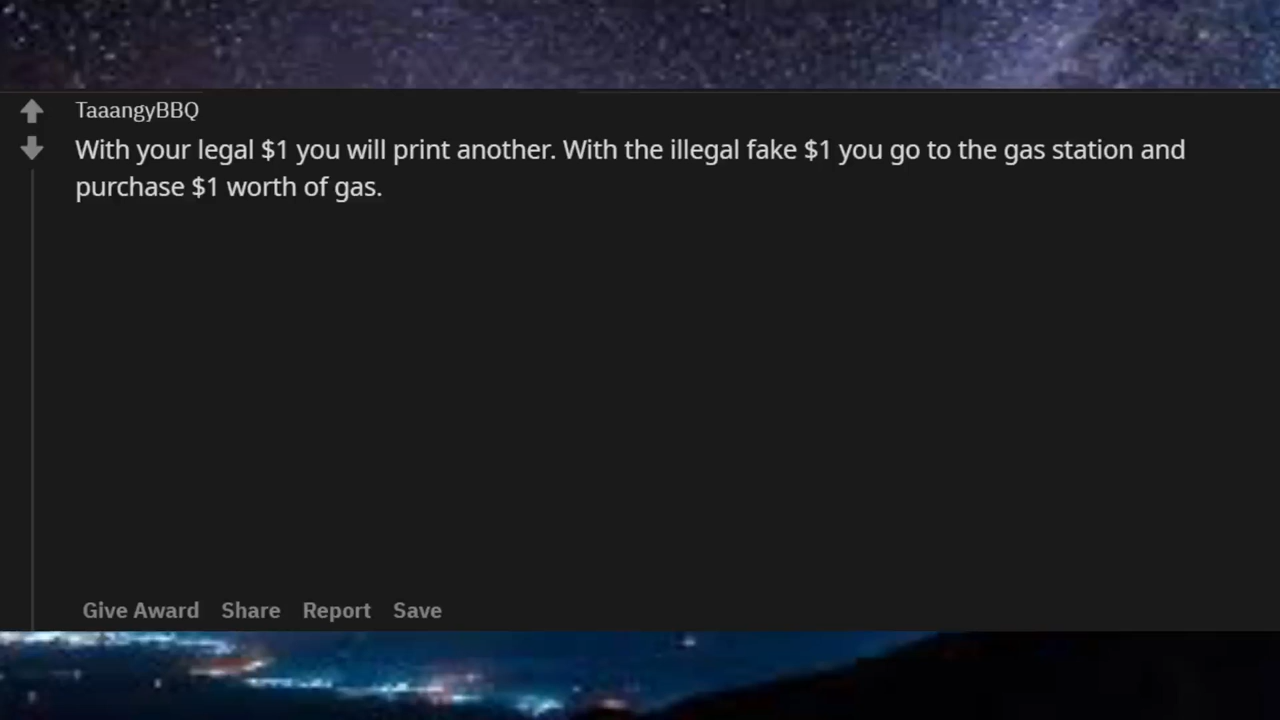 TaaangyBBQ
With your legal $1 you will print another. With the illegal fake $1 you go to the gas station and
purchase $1 worth of gas.
Give Award Share Report Save